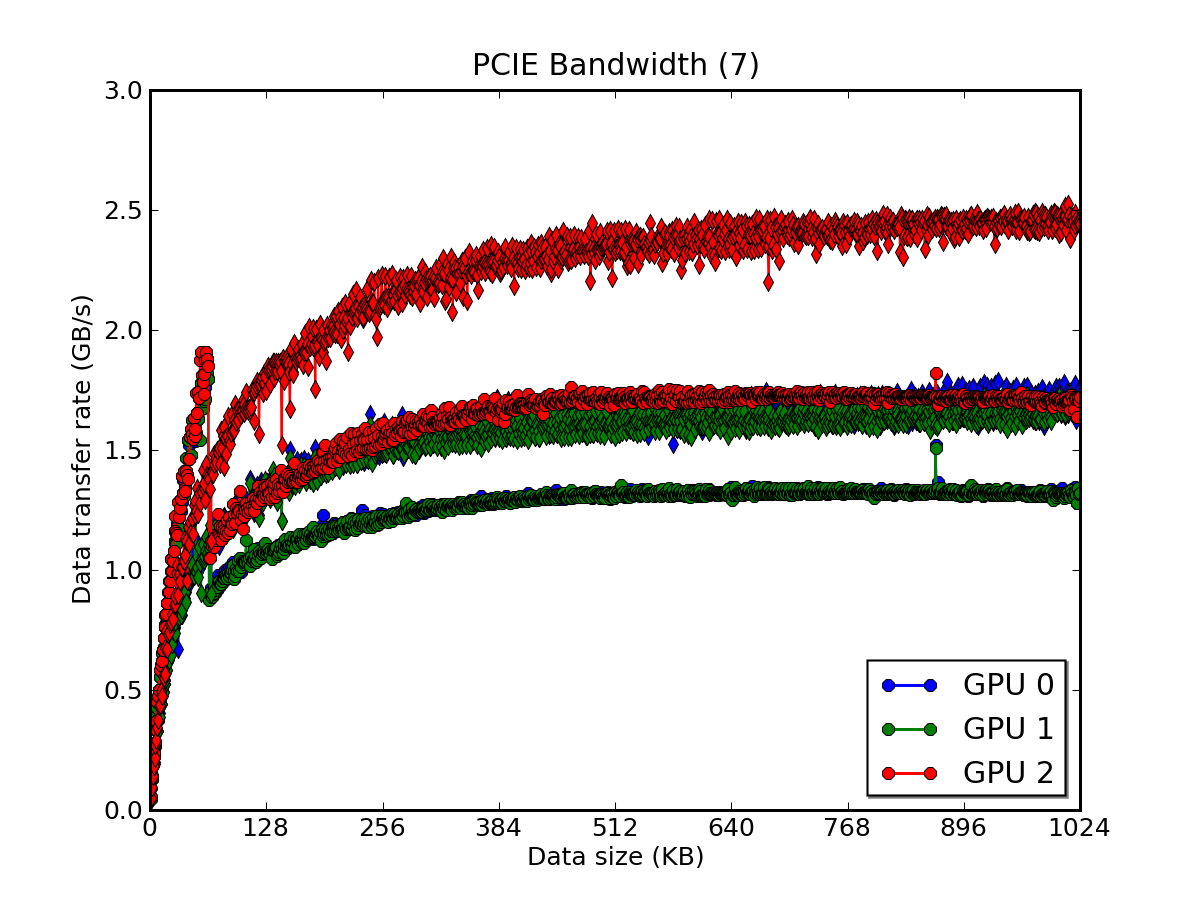 PCIE Bandwidth (7)
3.0
2.5
2.0
1.5
1.0
0.5
0.0
Data transfer rate (GB/s)
0 128 256 384 512 640 768 896 1024
Data size (KB)
GPU 0
GPU 1
GPU 2